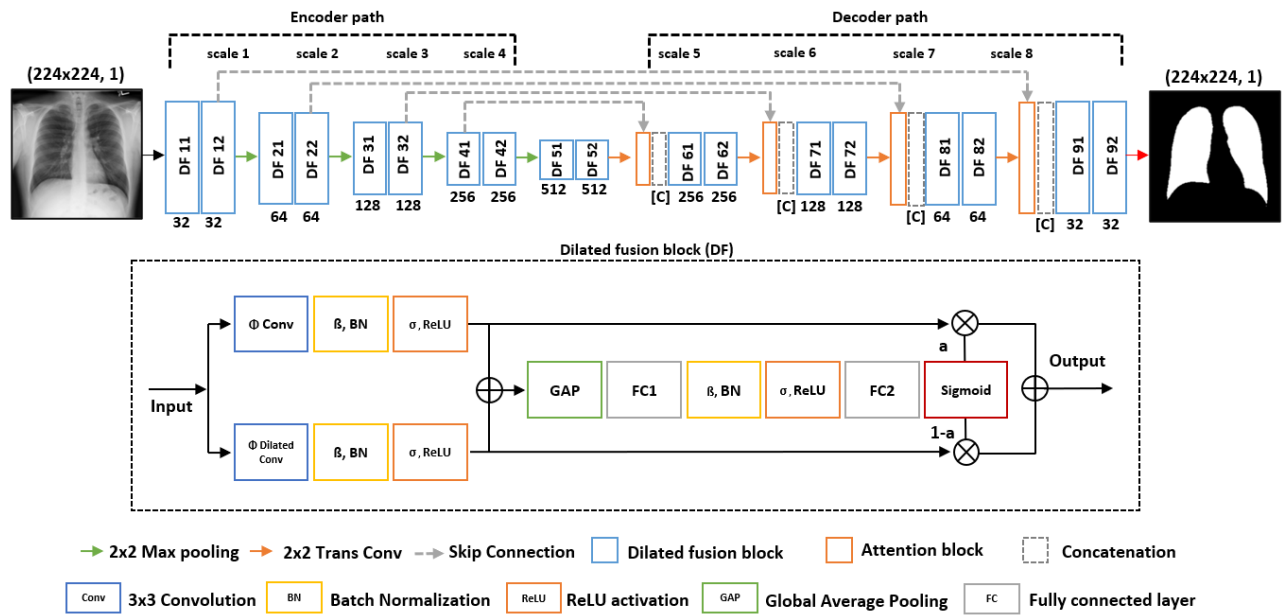 Encoder path
Decoder path
scale 1 scale 2 scale 3 scale 4 scale 5 scale 6 scale 7 scale 8
(224x224, 1)
(224x224, 1)
DF 11 DF 12 DF 21 DF 22 DF 31 DF 32 DF 41 DF 42 DF 51 DF 52 DF 61 DF 62 DF 71 DF 72 DF 81 DF 82 DF 91 DF 92
32 32 64 64 128 128 256 256 512 512 [C] 256 256 [C] 128 128 [C] 64 64 [C] 32 32
Dilated fusion block (DF)
Φ Conv ß, BN σ, ReLU
a
Output
Input
GAP FC1 ß, BN σ, ReLU FC2 Sigmoid
1-a
Φ Dilated
Conv
ß, BN σ, ReLU
2x2 Max pooling 2x2 Trans Conv Skip Connection Dilated fusion block Attention block Concatenation
Conv 3x3 Convolution BN Batch Normalization ReLU ReLU activation GAP Global Average Pooling FC Fully connected layer